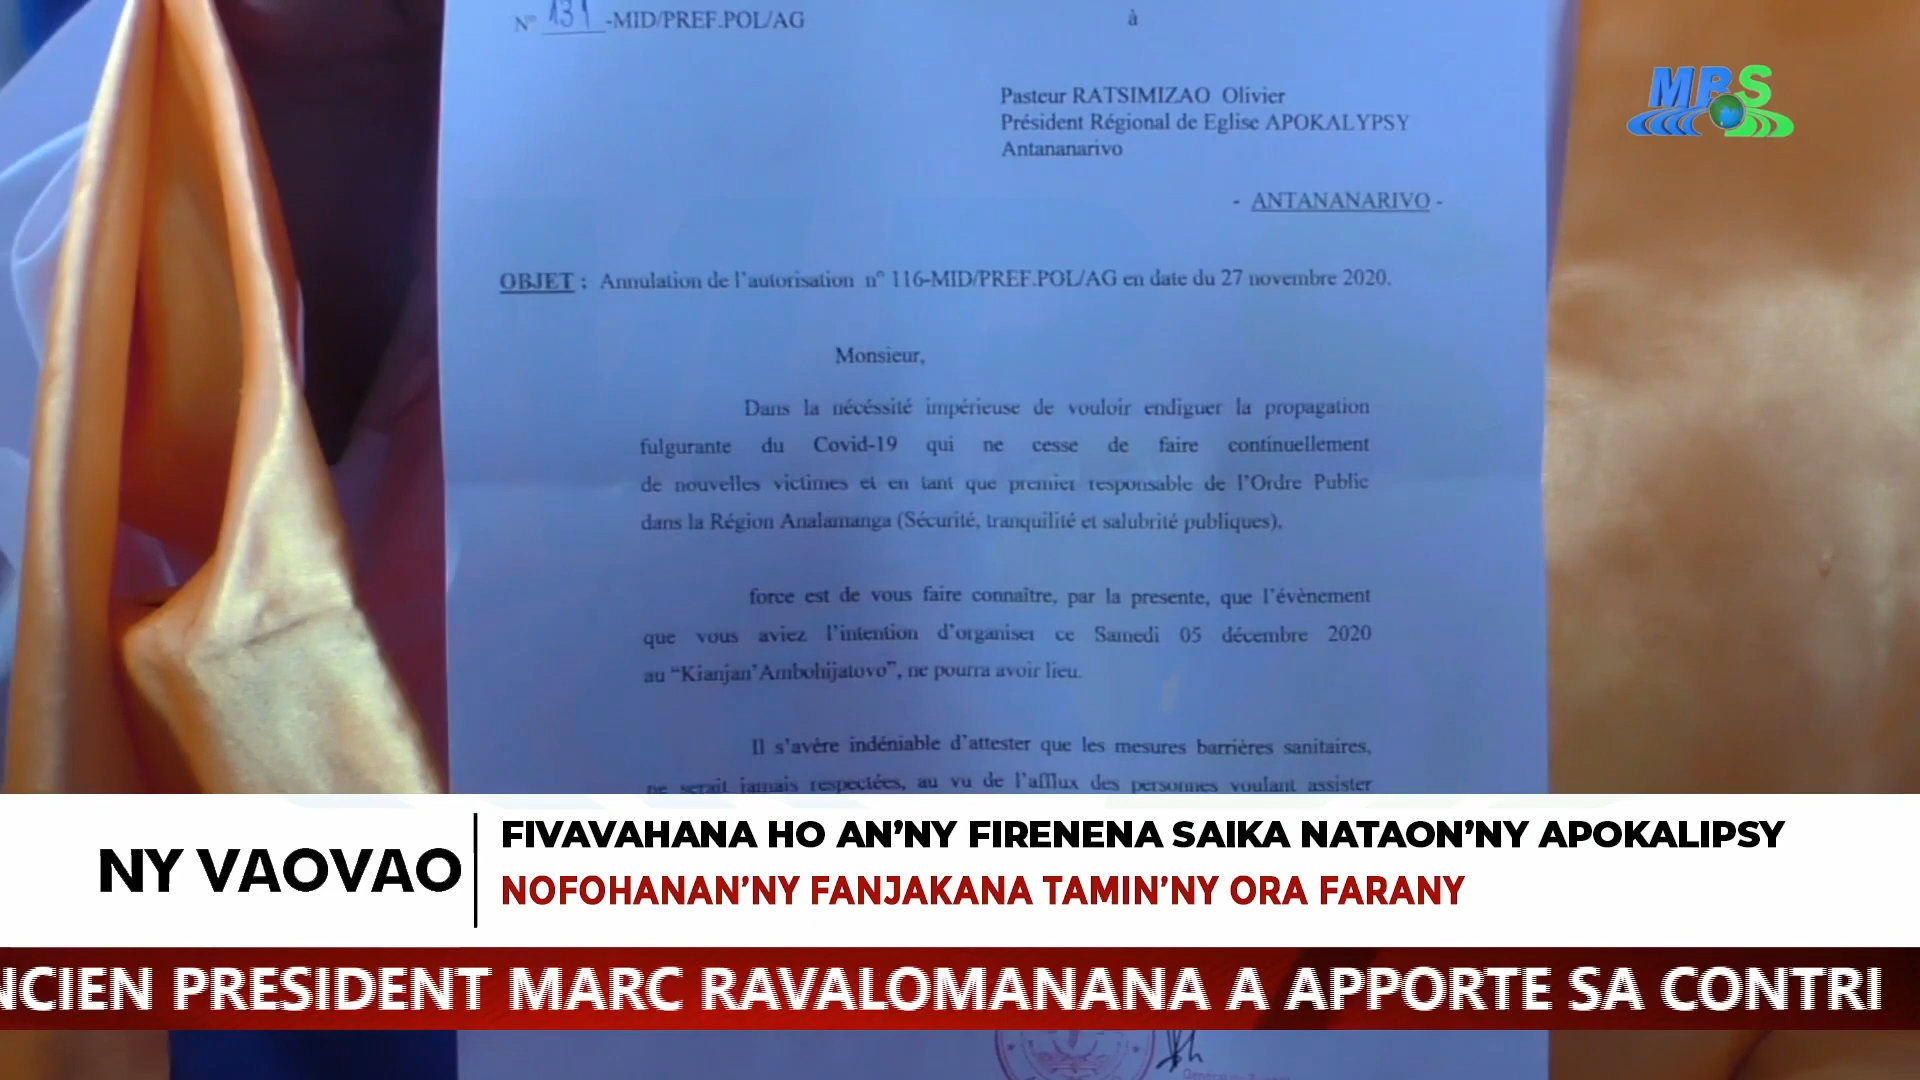 N° 131 -MID/PREF.POL/AG
à
MBS
Pasteur RATSIMIZAO Olivier
Président Régional de Eglise APOKALYPSY
Antananarivo
- ANTANANARIVO -
OBJET : Annulation de l'autorisation n° 116-MID/PREF.POL/AG en date du 27 novembre 2020.
Monsieur,
Dans la nécéssité impérieuse de vouloir endiguer la propagation
fulgurante du Covid-19 qui ne cesse de faire continuellement
de nouvelles victimes et en tant que premier responsable de l'Ordre Public
dans la Région Analamanga (Sécurité, tranquilité et salubrité publiques),
force est de vous faire connaître, par la presente, que l'évènement
que vous aviez l'intention d'organiser ce Samedi 05 décembre 2020
au "Kianjan'Ambohijatovo", ne pourra avoir lieu.
Il s'avère indéniable d'attester que les mesures barrières sanitaires,
ne serait jamais respectées, au vu de l'afflux des personnes voulant assister
NY VAOVAO
FIVAVAHANA HO AN'NY FIRENENA SAIKA NATAON'NY APOKALIPSY
NOFOHANAN'NY FANJAKANA TAMIN'NY ORA FARANY
NCIEN PRESIDENT MARC RAVALOMANANA A APPORTE SA CONTRI